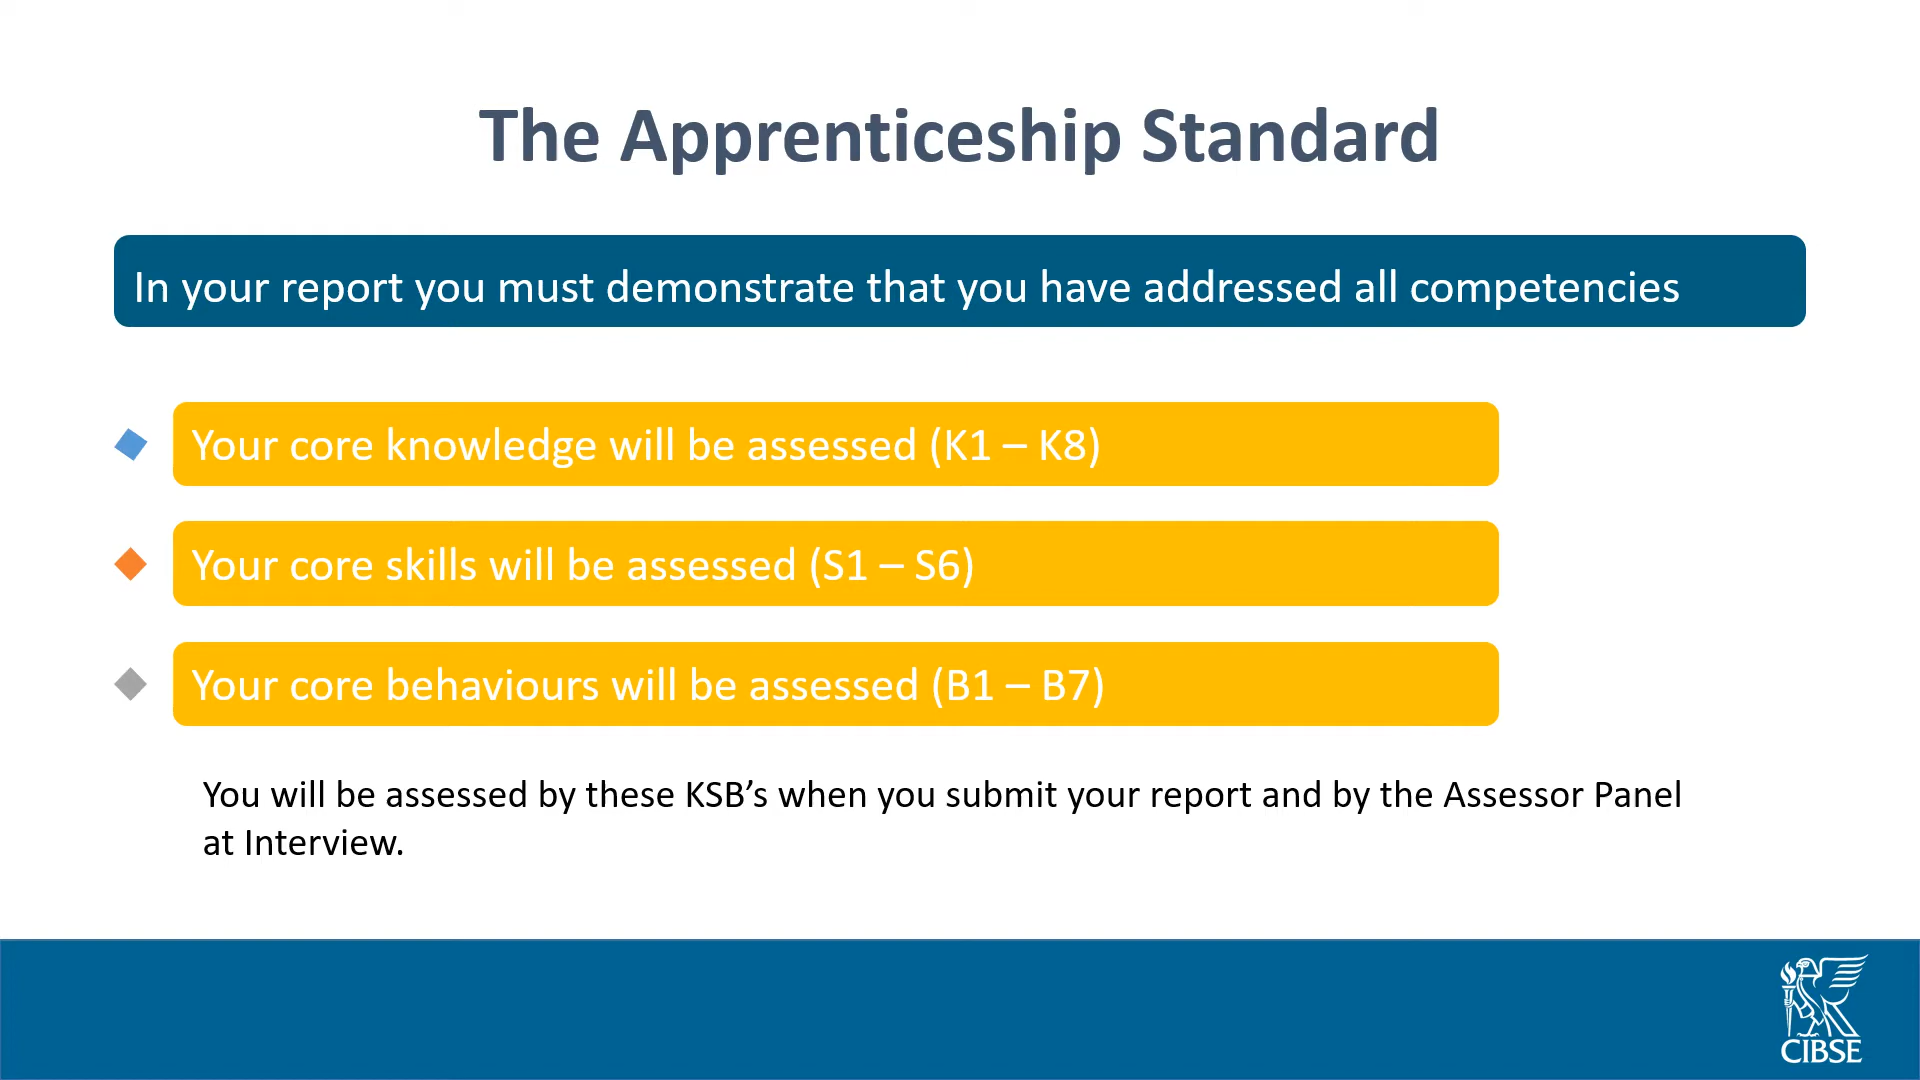 The Apprenticeship Standard
In your report you must demonstrate that you have addressed all competencies
Your core knowledge will be assessed (K1 – K8)
Your core skills will be assessed (S1 – S6)
Your core behaviours will be assessed (B1 – B7)
You will be assessed by these KSB’s when you submit your report and by the Assessor Panel
at Interview.
CIBSE